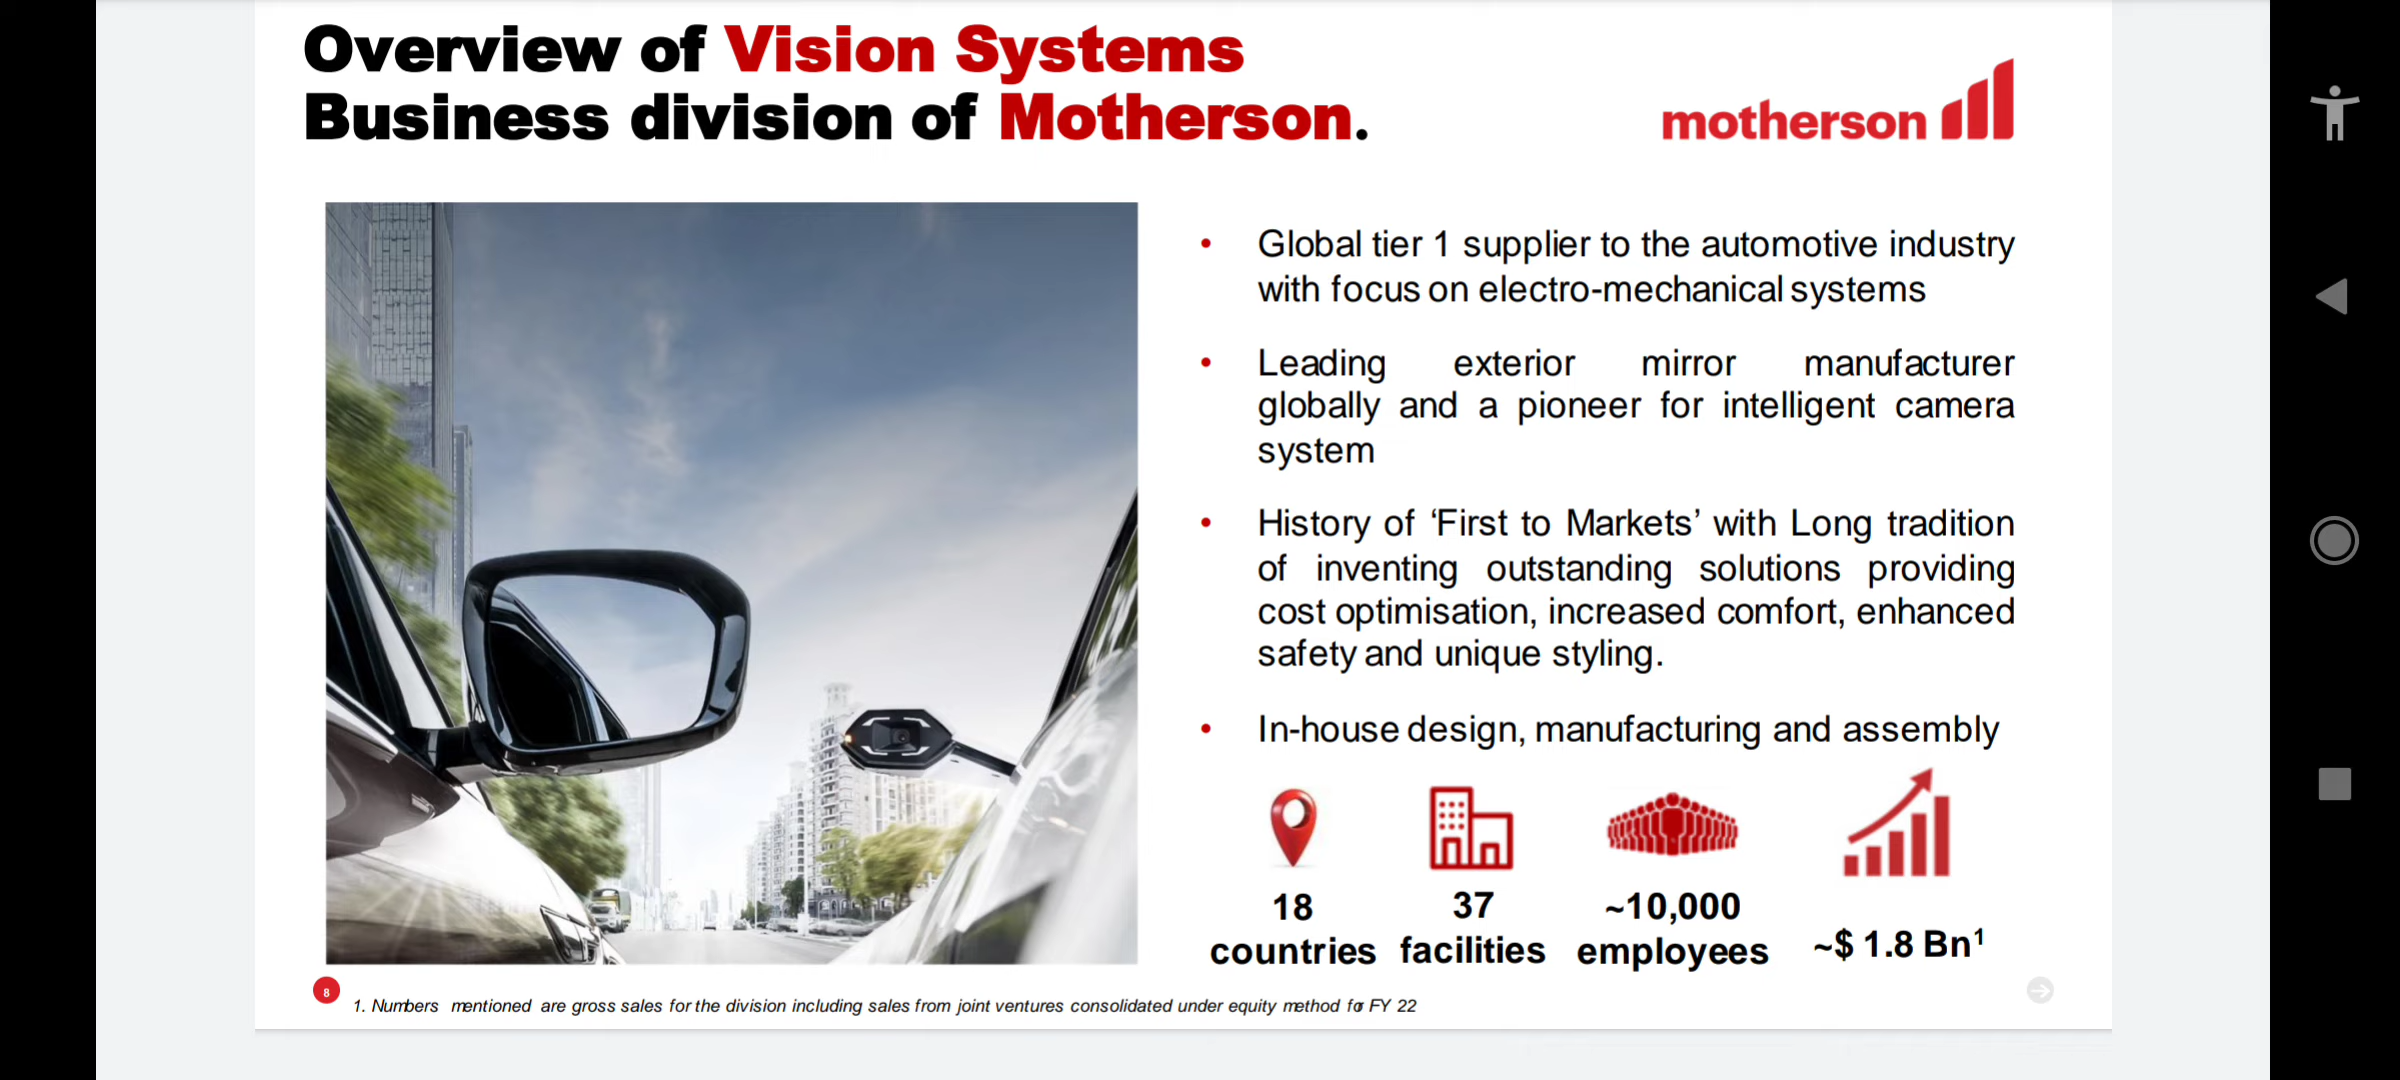 Overview of Vision Systems
Business division of Motherson.
motherson
• Global tier 1 supplier to the automotive industry
with focus on electro-mechanical systems
• Leading exterior mirror manufacturer
globally and a pioneer for intelligent camera
system
• History of ‘First to Markets’ with Long tradition
of inventing outstanding solutions providing
cost optimisation, increased comfort, enhanced
safety and unique styling.
• In-house design, manufacturing and assembly
18
countries
37
facilities
~10,000
employees
~$ 1.8 Bn¹
8
1. Numbers mentioned are gross sales for the division including sales from joint ventures consolidated under equity method for FY 22